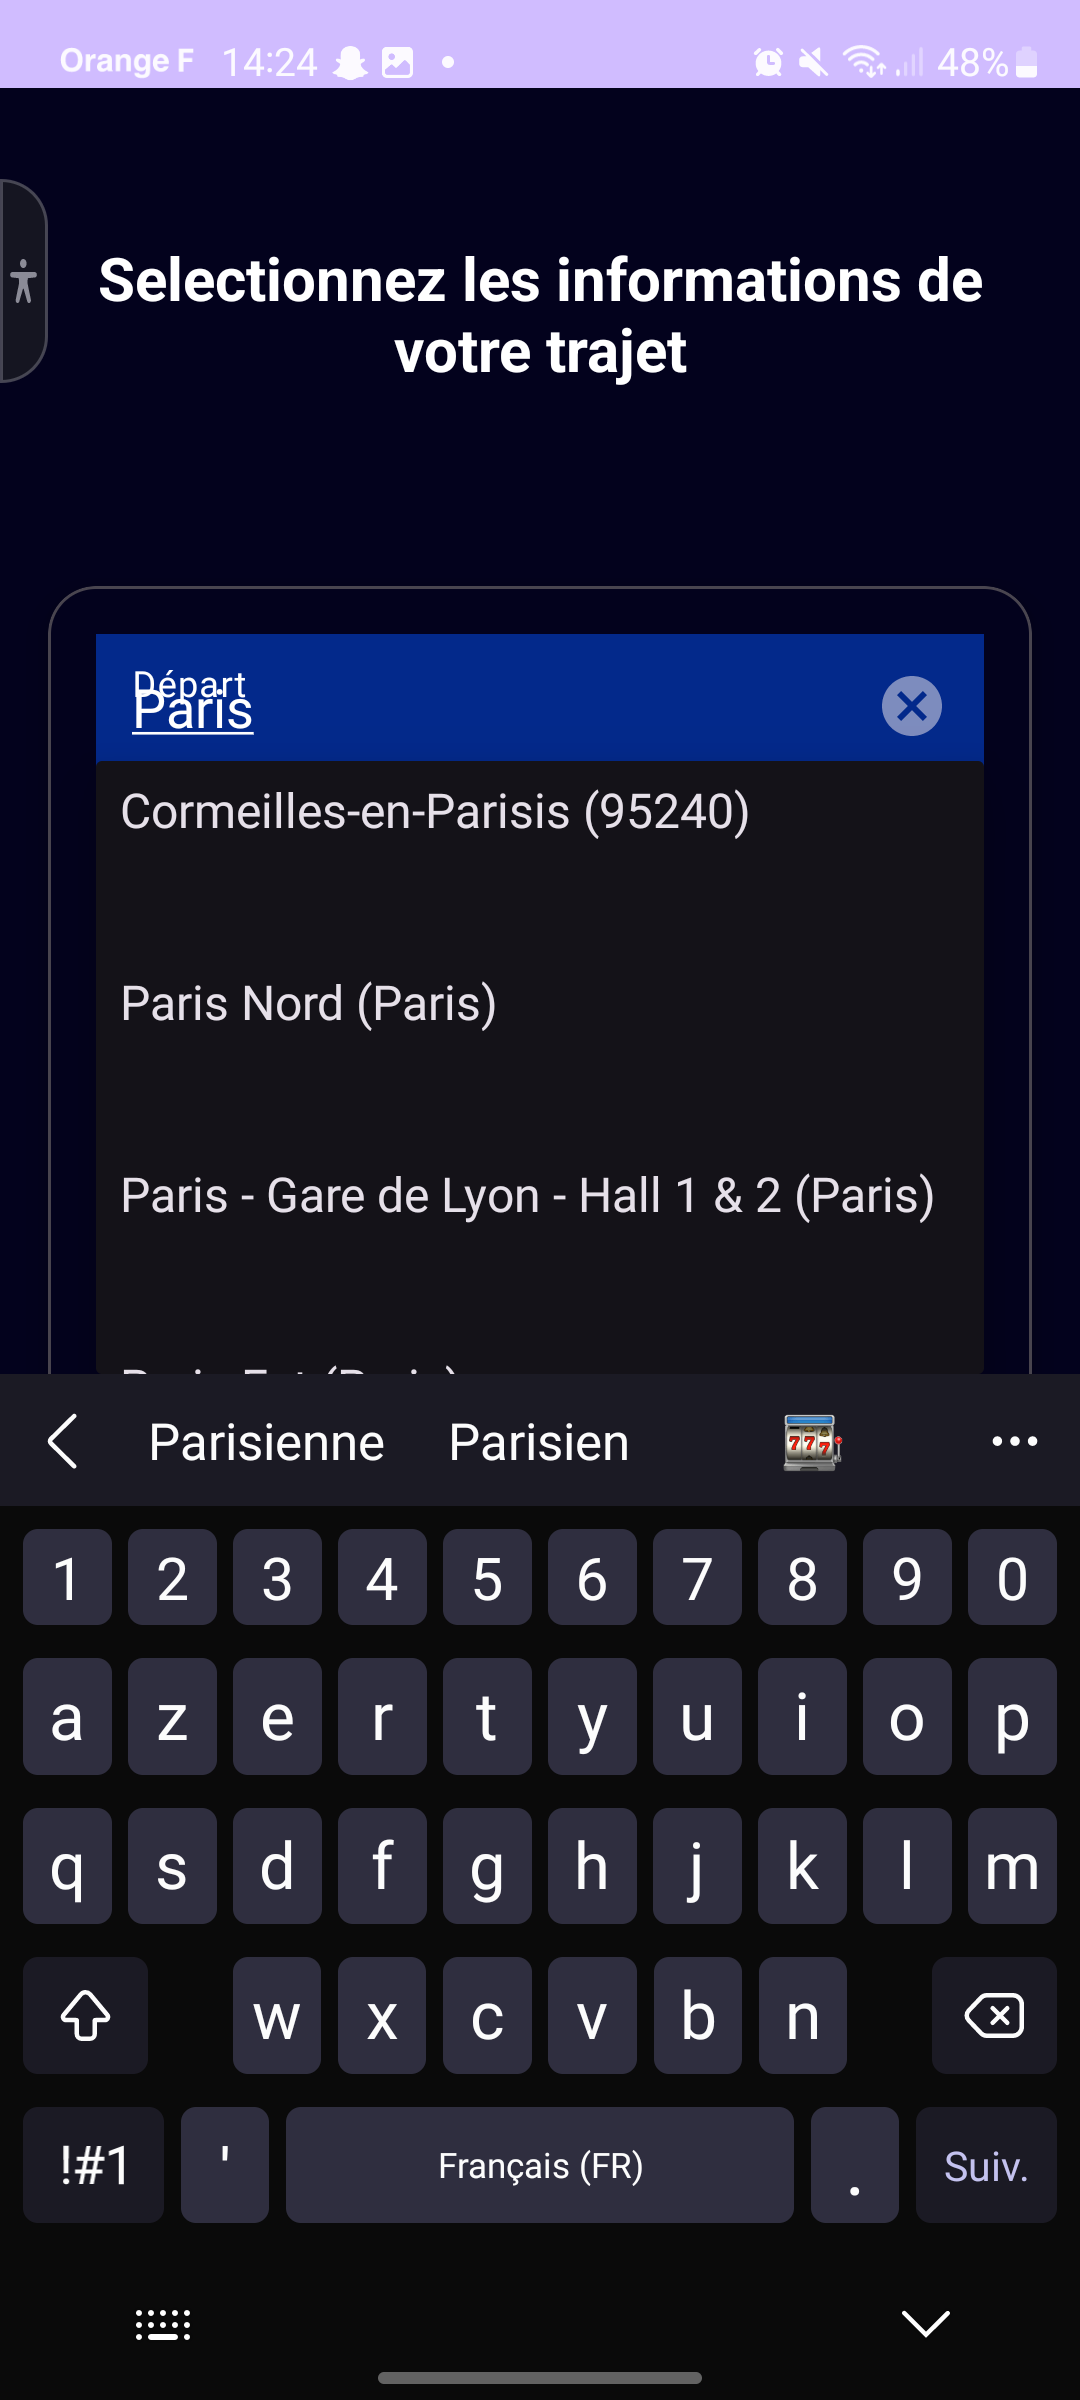 Orange F 14:24 48%
Selectionnez les informations de
votre trajet
Départ
Paris
Cormeilles-en-Parisis (95240)
Paris Nord (Paris)
Paris - Gare de Lyon - Hall 1 & 2 (Paris)
Parisienne Parisien 777
1 2 3 4 5 6 7 8 9 0
a z e r t y u i o p
q s d f g h j k l m
w x c v b n
!#1 ' Français (FR) . Suiv.